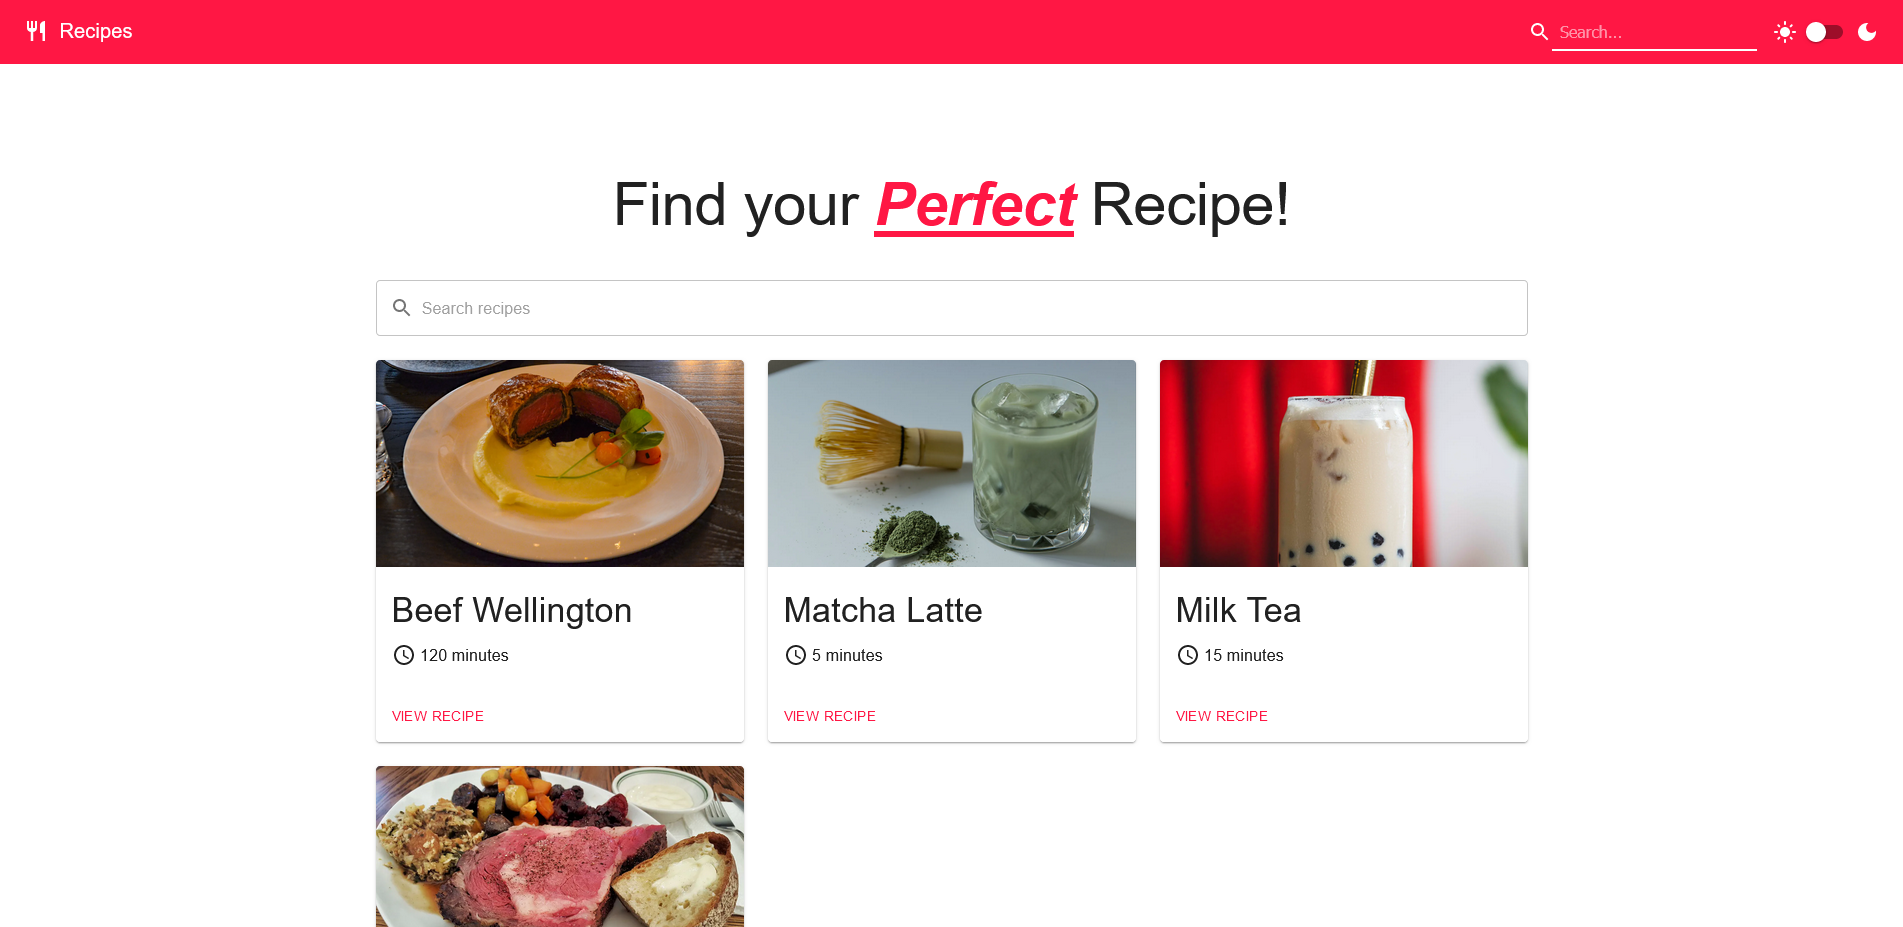 Recipes
Search...
Find your Perfect Recipe!
Search recipes
Beef Wellington
120 minutes
VIEW RECIPE
Matcha Latte
5 minutes
VIEW RECIPE
Milk Tea
15 minutes
VIEW RECIPE